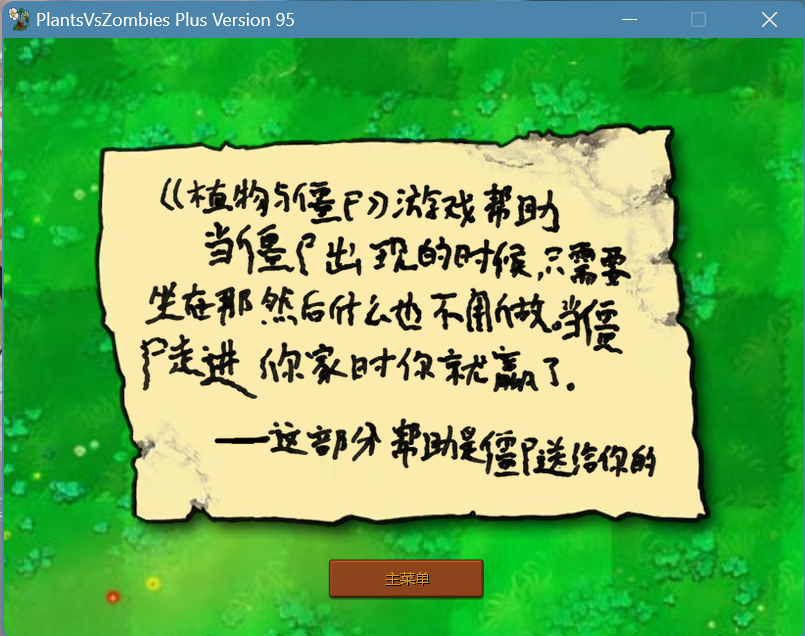 PlantsVsZombies Plus Version 95
《植物与僵尸》游戏帮助
当僵尸出现的时候,只需要
坐在那然后什么也不用做。当僵
尸走进你家时你就赢了.
——这部分帮助是僵尸送给你的
主菜单